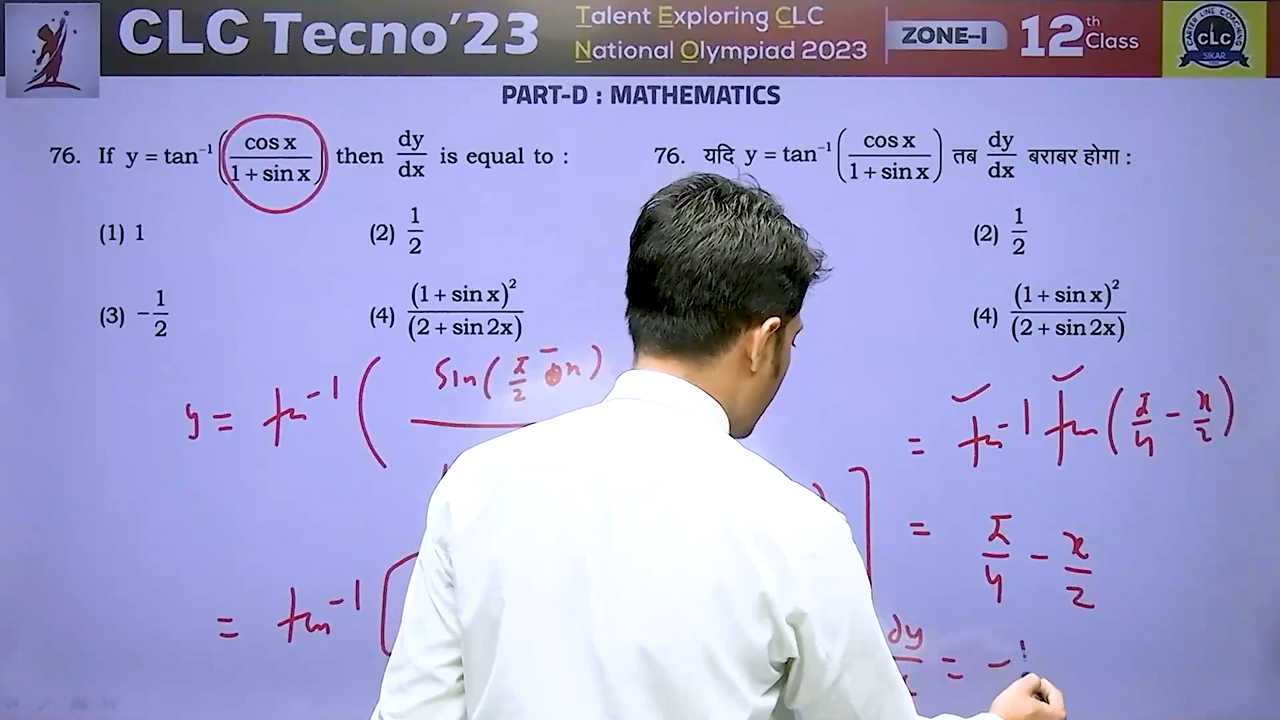 CLC Tecno'23
Talent Exploring CLC
National Olympiad 2023
ZONE-I
12th Class
CLC
SIKAR
PART-D : MATHEMATICS
76. If y = tan⁻¹(cos x / 1 + sin x) then dy/dx is equal to :
(1) 1
(2) 1/2
(3) -1/2
(4) (1 + sin x)² / (2 + sin 2x)
76. यदि y = tan⁻¹(cos x / 1 + sin x) तब dy/dx बराबर होगा :
(2) 1/2
(4) (1 + sin x)² / (2 + sin 2x)
y = tan⁻¹ ( sin(π/2 - x)
= tan⁻¹ [
]
= tan⁻¹ tan(π/4 - x/2)
= π/4 - x/2
dy = -